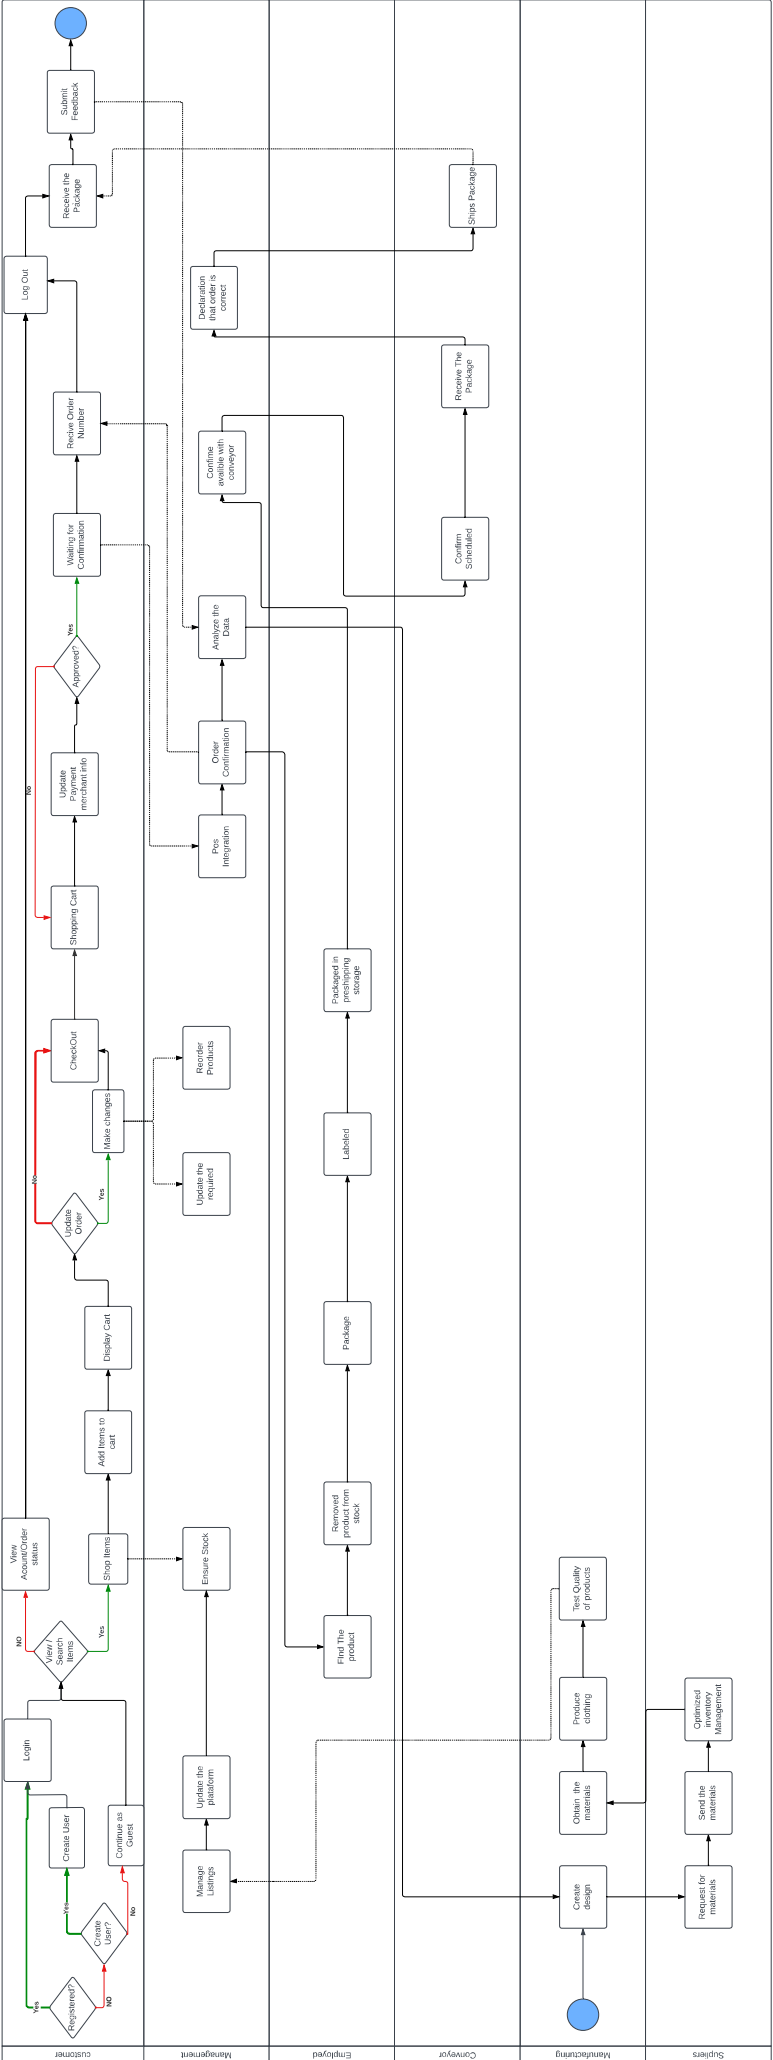 customer
Registered?
Yes
NO
Create
User?
Yes
No
Create User
Continue as
Guest
Login
View /
Search
Items
NO
Yes
View
Acount/Order
status
Shop Items
Add Items to
cart
Display Cart
Update
Order
No
Yes
Make changes
CheckOut
Shopping Cart
Update
Payment
merchant info
No
Approved?
Yes
Waiting for
Confirmation
Recive Order
Number
Log Out
Receive the
Package
Submit
Feedback
Management
Manage
Listings
Update the
plataform
Ensure Stock
Update the
required
Reorder
Products
Pos
Integration
Order
Confirmation
Analyze the
Data
Confime
avalible with
conveyor
Declaration
that order is
correct
Employed
Find The
product
Removed
product from
stock
Package
Labeled
Packaged in
preshipping
storage
Conveyor
Confirm
Scheduled
Receive The
Package
Ships Package
Manufacturing
Create
design
Obtain the
materials
Produce
clothing
Test Quality
of products
Supliers
Request for
materials
Send the
materials
Optimized
inventory
Management